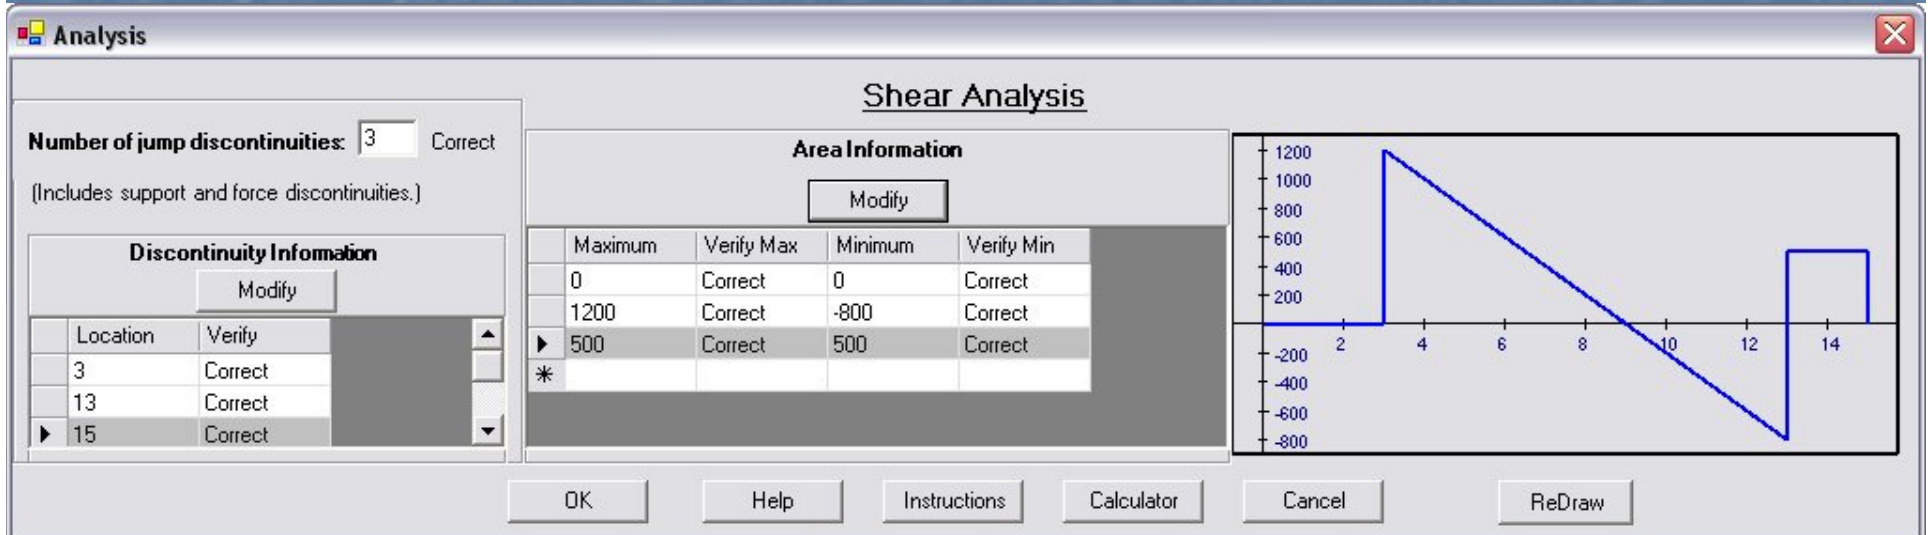 Analysis
Shear Analysis
Number of jump discontinuities: 3 Correct
(Includes support and force discontinuities.)
Discontinuity Information
Modify
Location Verify
3 Correct
13 Correct
15 Correct
Area Information
Modify
Maximum Verify Max Minimum Verify Min
0 Correct 0 Correct
1200 Correct -800 Correct
500 Correct 500 Correct
1200
1000
800
600
400
200
2 4 6 8 10 12 14
-200
-400
-600
-800
OK Help Instructions Calculator Cancel ReDraw